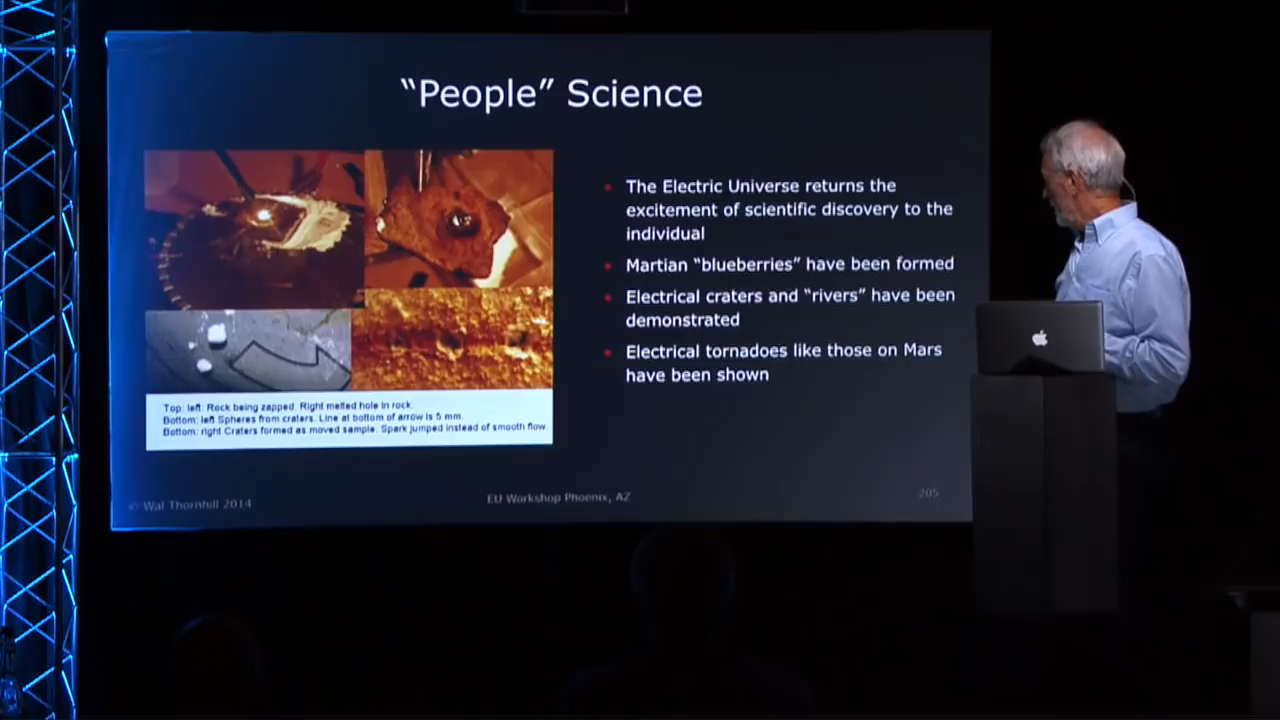 “People” Science
The Electric Universe returns the
excitement of scientific discovery to the
individual
Martian “blueberries” have been formed
Electrical craters and “rivers” have been
demonstrated
Electrical tornadoes like those on Mars
have been shown
Top: left: Rock being zapped. Right melted hole in rock.
Bottom: left Spheres from craters. Line at bottom of arrow is 5 mm.
Bottom: right Craters formed as moved sample. Spark jumped instead of smooth flow.
© Wal Thornhill 2014
EU Workshop Phoenix, AZ
205